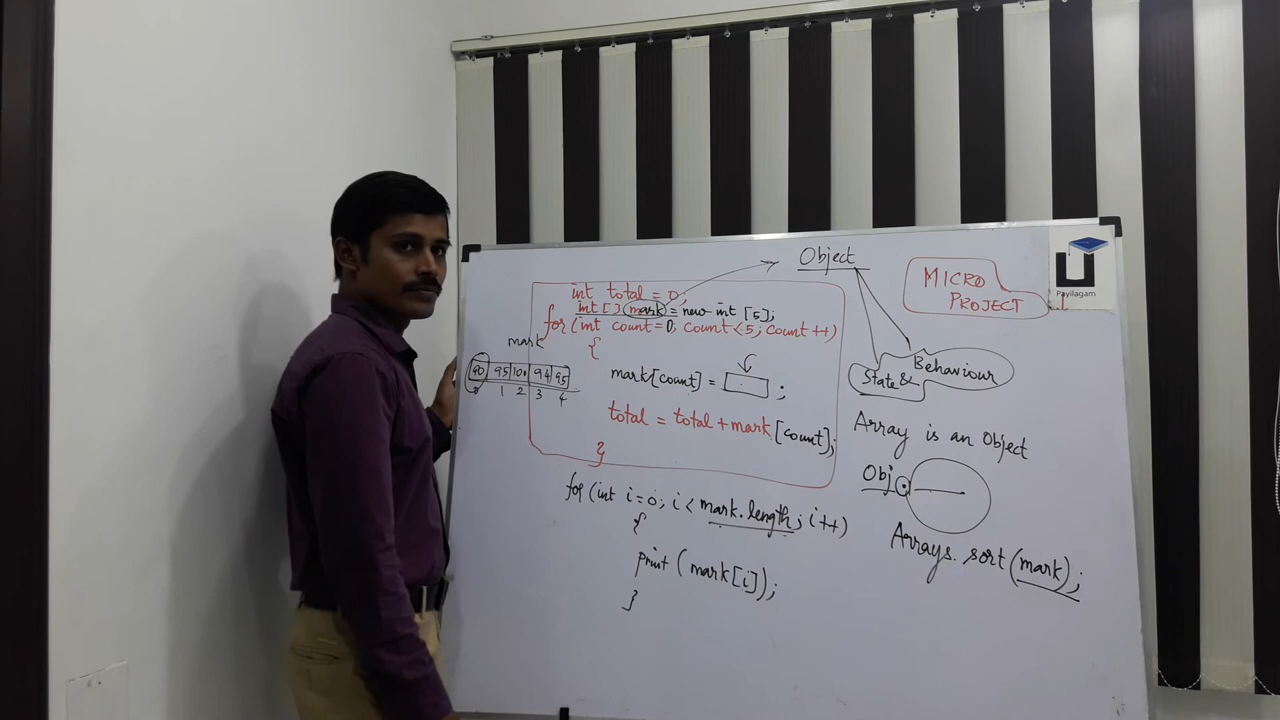 Object
MICRO
PROJECT
Payilagam
int total = 0
int[] mark = new int [5];
for(int count=0; count<5; count++)
{
mark
90 95 100 94 95
0 1 2 3 4
mark[count] = ;
total = total + mark [count];
}
State &
Behaviour
Array is an Object
Obj
for (int i=0; i < mark.length; i++)
{
print (mark[i]);
}
Arrays. sort (mark);